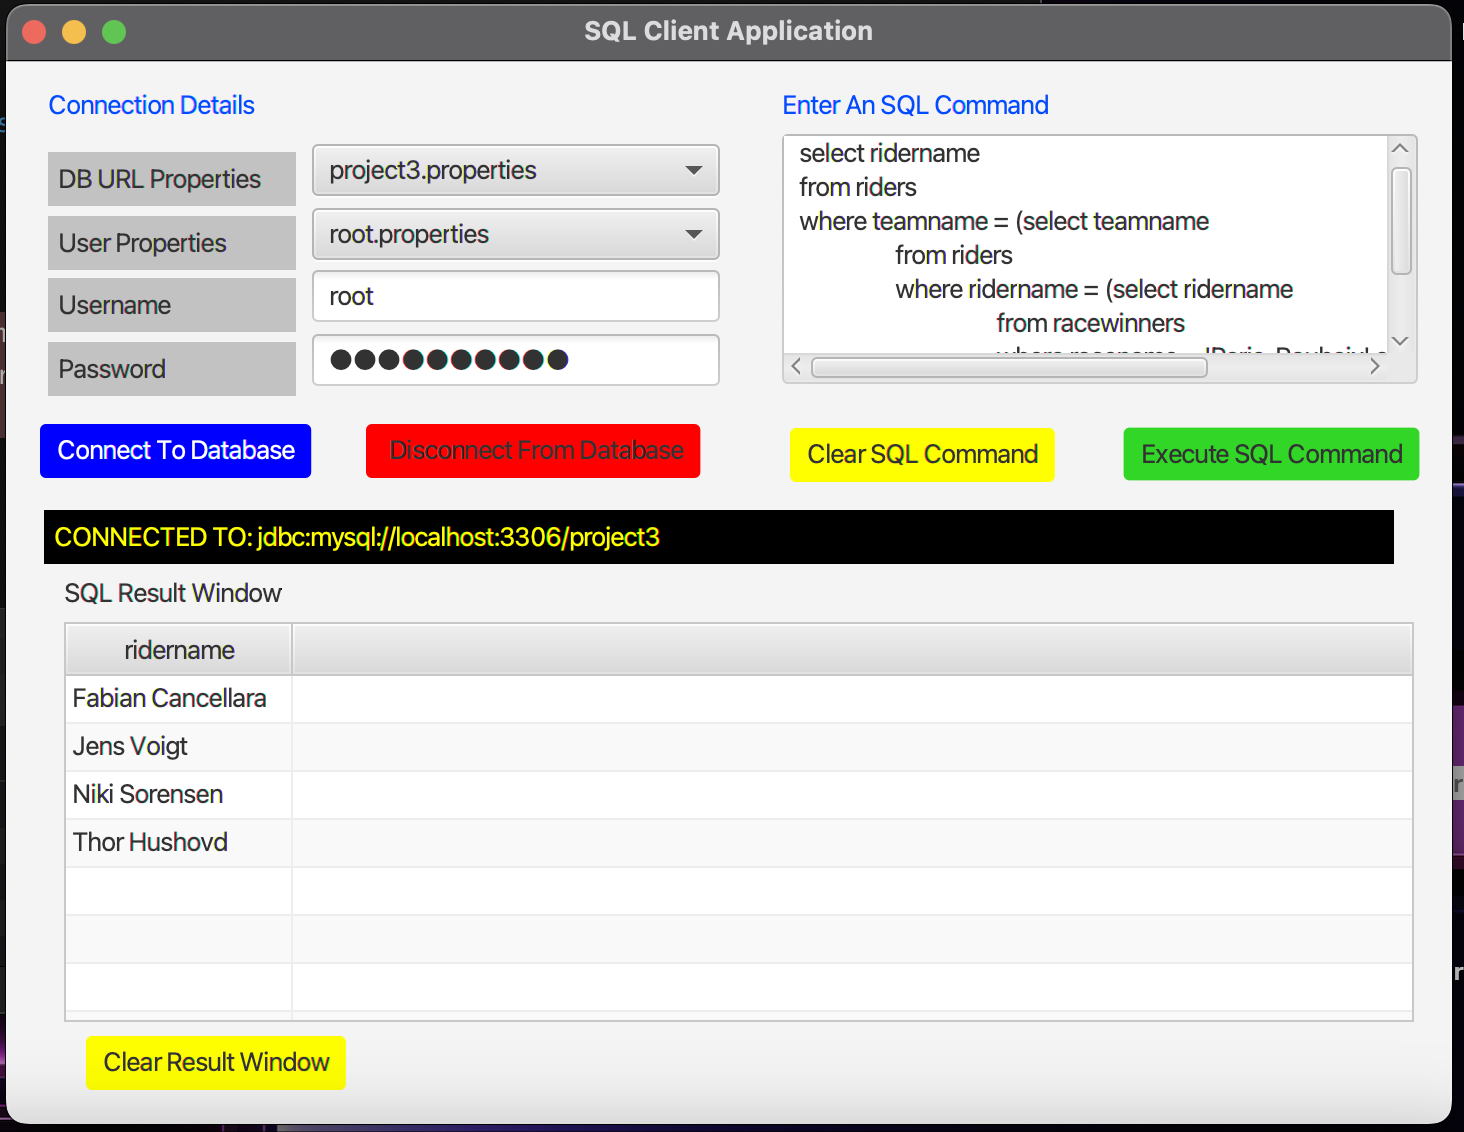 SQL Client Application
Connection Details
DB URL Properties
project3.properties
User Properties
root.properties
Username
root
Password
Connect To Database
Disconnect From Database
Enter An SQL Command
select ridername
from riders
where teamname = (select teamname
from riders
where ridername = (select ridername
from racewinners
Clear SQL Command
Execute SQL Command
CONNECTED TO: jdbc:mysql://localhost:3306/project3
SQL Result Window
ridername
Fabian Cancellara
Jens Voigt
Niki Sorensen
Thor Hushovd
Clear Result Window